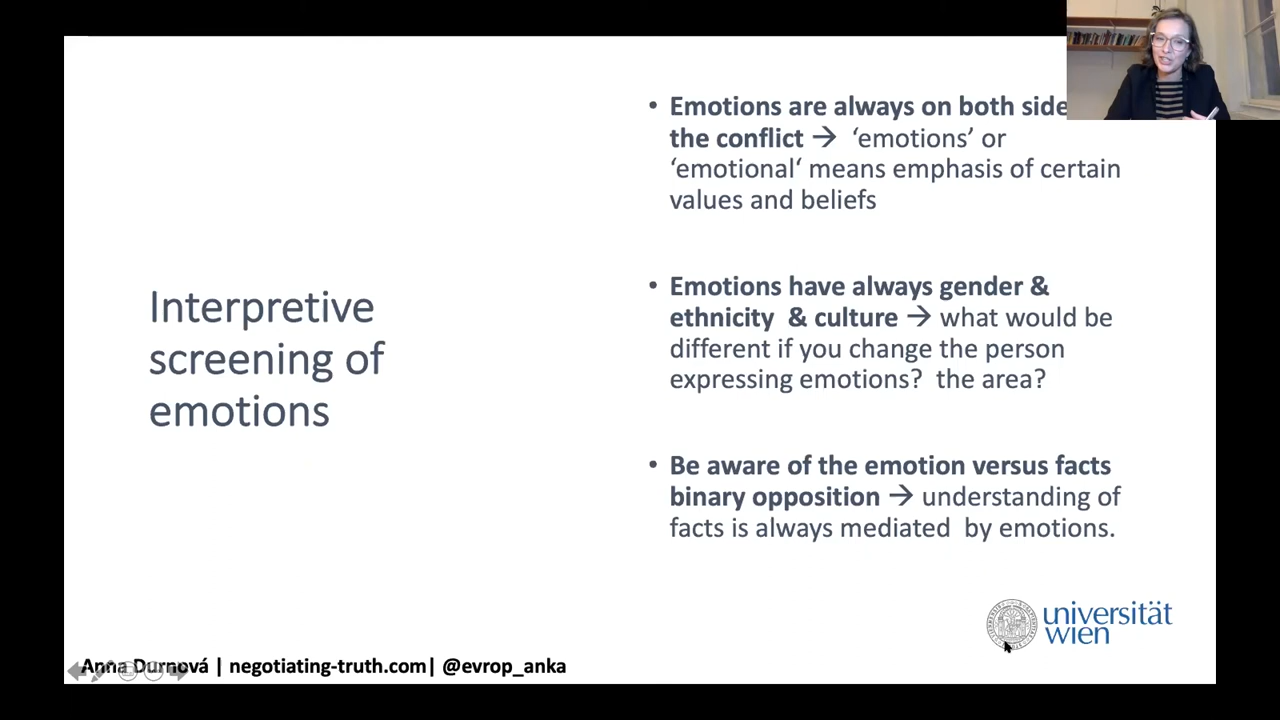 Interpretive
screening of
emotions
• Emotions are always on both side
the conflict → ‘emotions’ or
‘emotional‘ means emphasis of certain
values and beliefs
• Emotions have always gender &
ethnicity & culture → what would be
different if you change the person
expressing emotions? the area?
• Be aware of the emotion versus facts
binary opposition → understanding of
facts is always mediated by emotions.
universität
wien
Anna Durnová | negotiating-truth.com| @evrop_anka